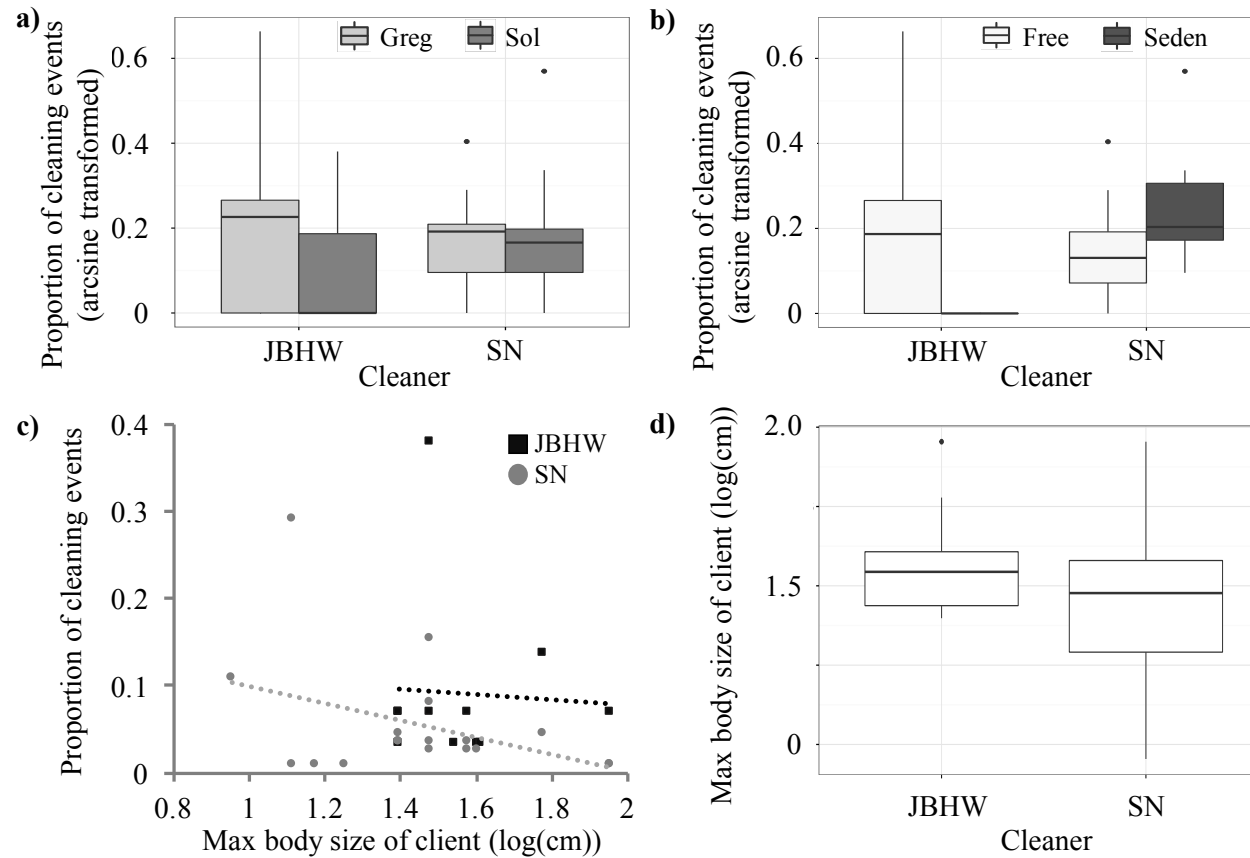 a)
Proportion of cleaning events
(arcsine transformed)
0.6
0.4
0.2
0
Greg Sol
JBHW SN
Cleaner
b)
Proportion of cleaning events
(arcsine transformed)
0.6
0.4
0.2
0
Free Seden
JBHW SN
Cleaner
c)
Proportion of cleaning events
0.4
0.3
0.2
0.1
0
JBHW
SN
0.8 1 1.2 1.4 1.6 1.8 2
Max body size of client (log(cm))
d)
Max body size of client (log(cm))
2.0
1.5
0
JBHW SN
Cleaner